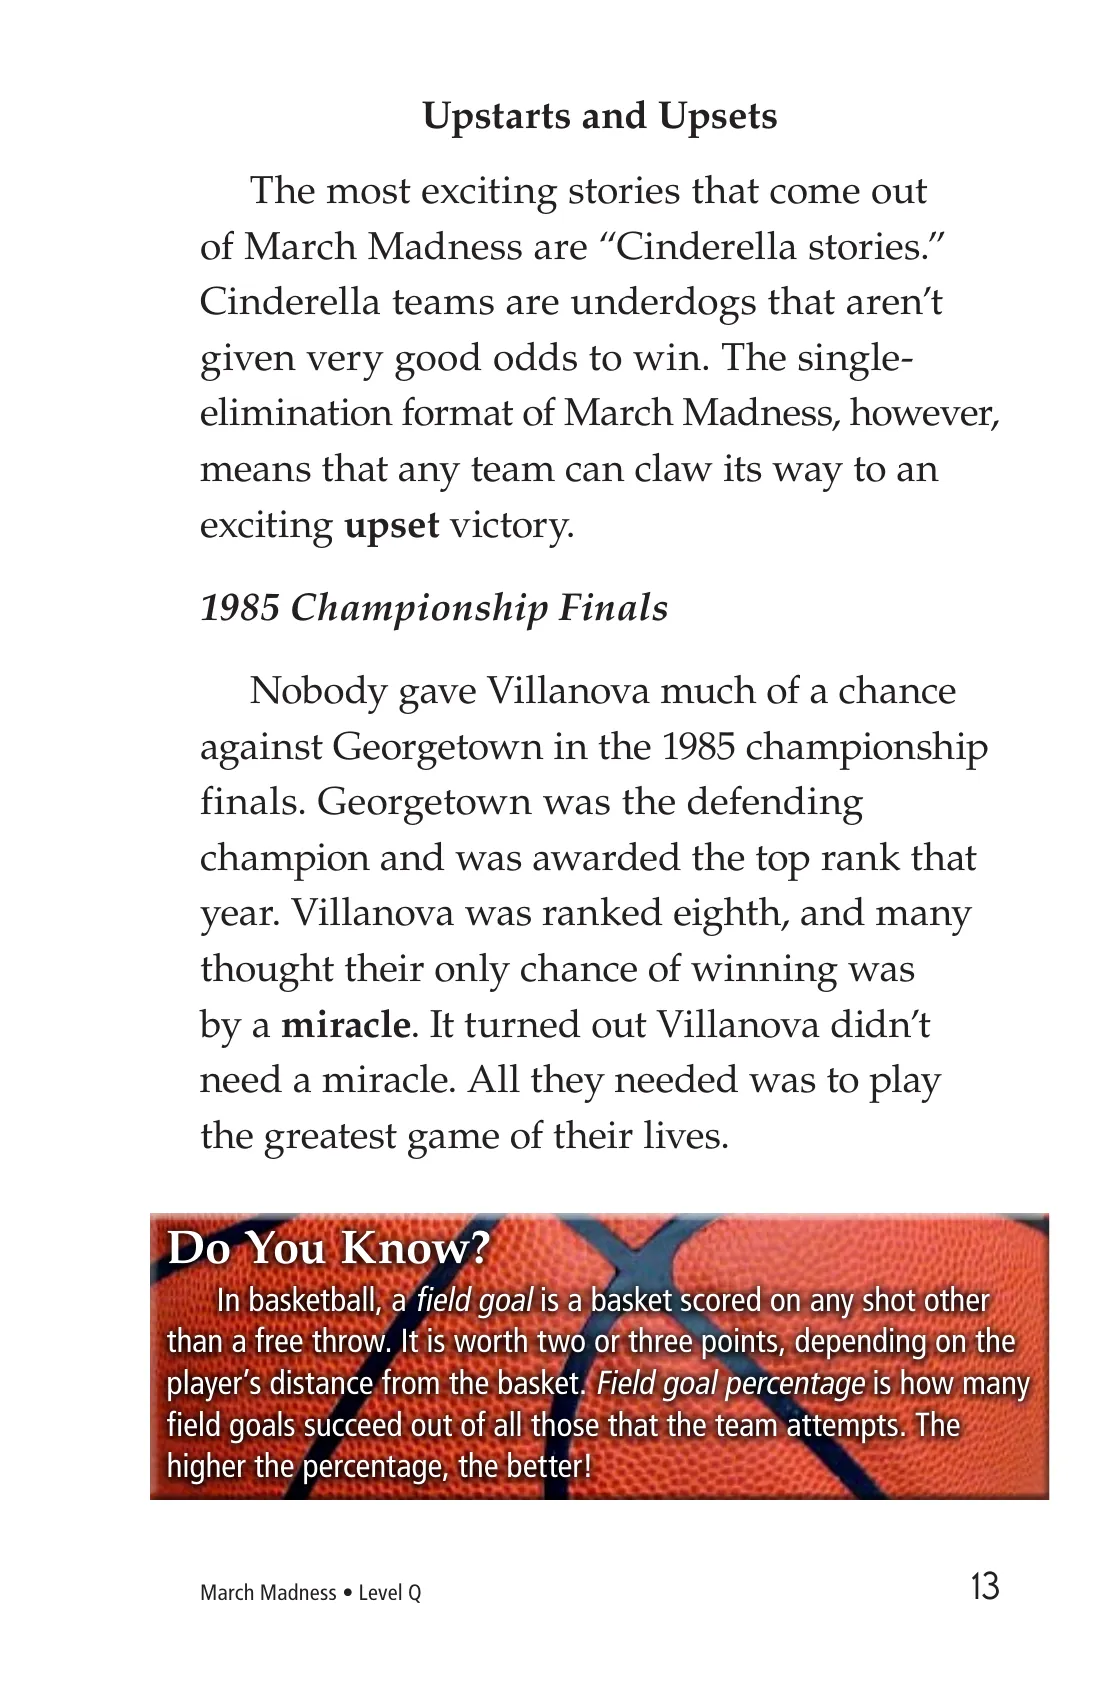 Upstarts and Upsets
The most exciting stories that come out
of March Madness are “Cinderella stories.”
Cinderella teams are underdogs that aren’t
given very good odds to win. The single-
elimination format of March Madness, however,
means that any team can claw its way to an
exciting upset victory.
1985 Championship Finals
Nobody gave Villanova much of a chance
against Georgetown in the 1985 championship
finals. Georgetown was the defending
champion and was awarded the top rank that
year. Villanova was ranked eighth, and many
thought their only chance of winning was
by a miracle. It turned out Villanova didn’t
need a miracle. All they needed was to play
the greatest game of their lives.
Do You Know?
In basketball, a field goal is a basket scored on any shot other
than a free throw. It is worth two or three points, depending on the
player’s distance from the basket. Field goal percentage is how many
field goals succeed out of all those that the team attempts. The
higher the percentage, the better!
March Madness • Level Q
13